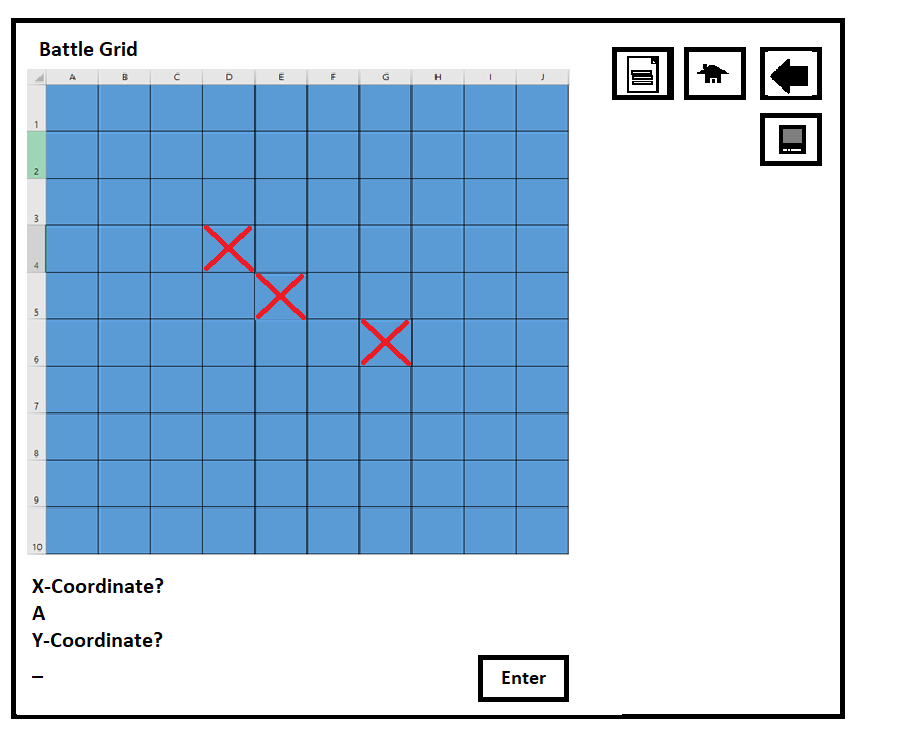 Battle Grid
A B C D E F G H I J
1
2
3
4
5
6
7
8
9
10
X-Coordinate?
A
Y-Coordinate?
_
Enter